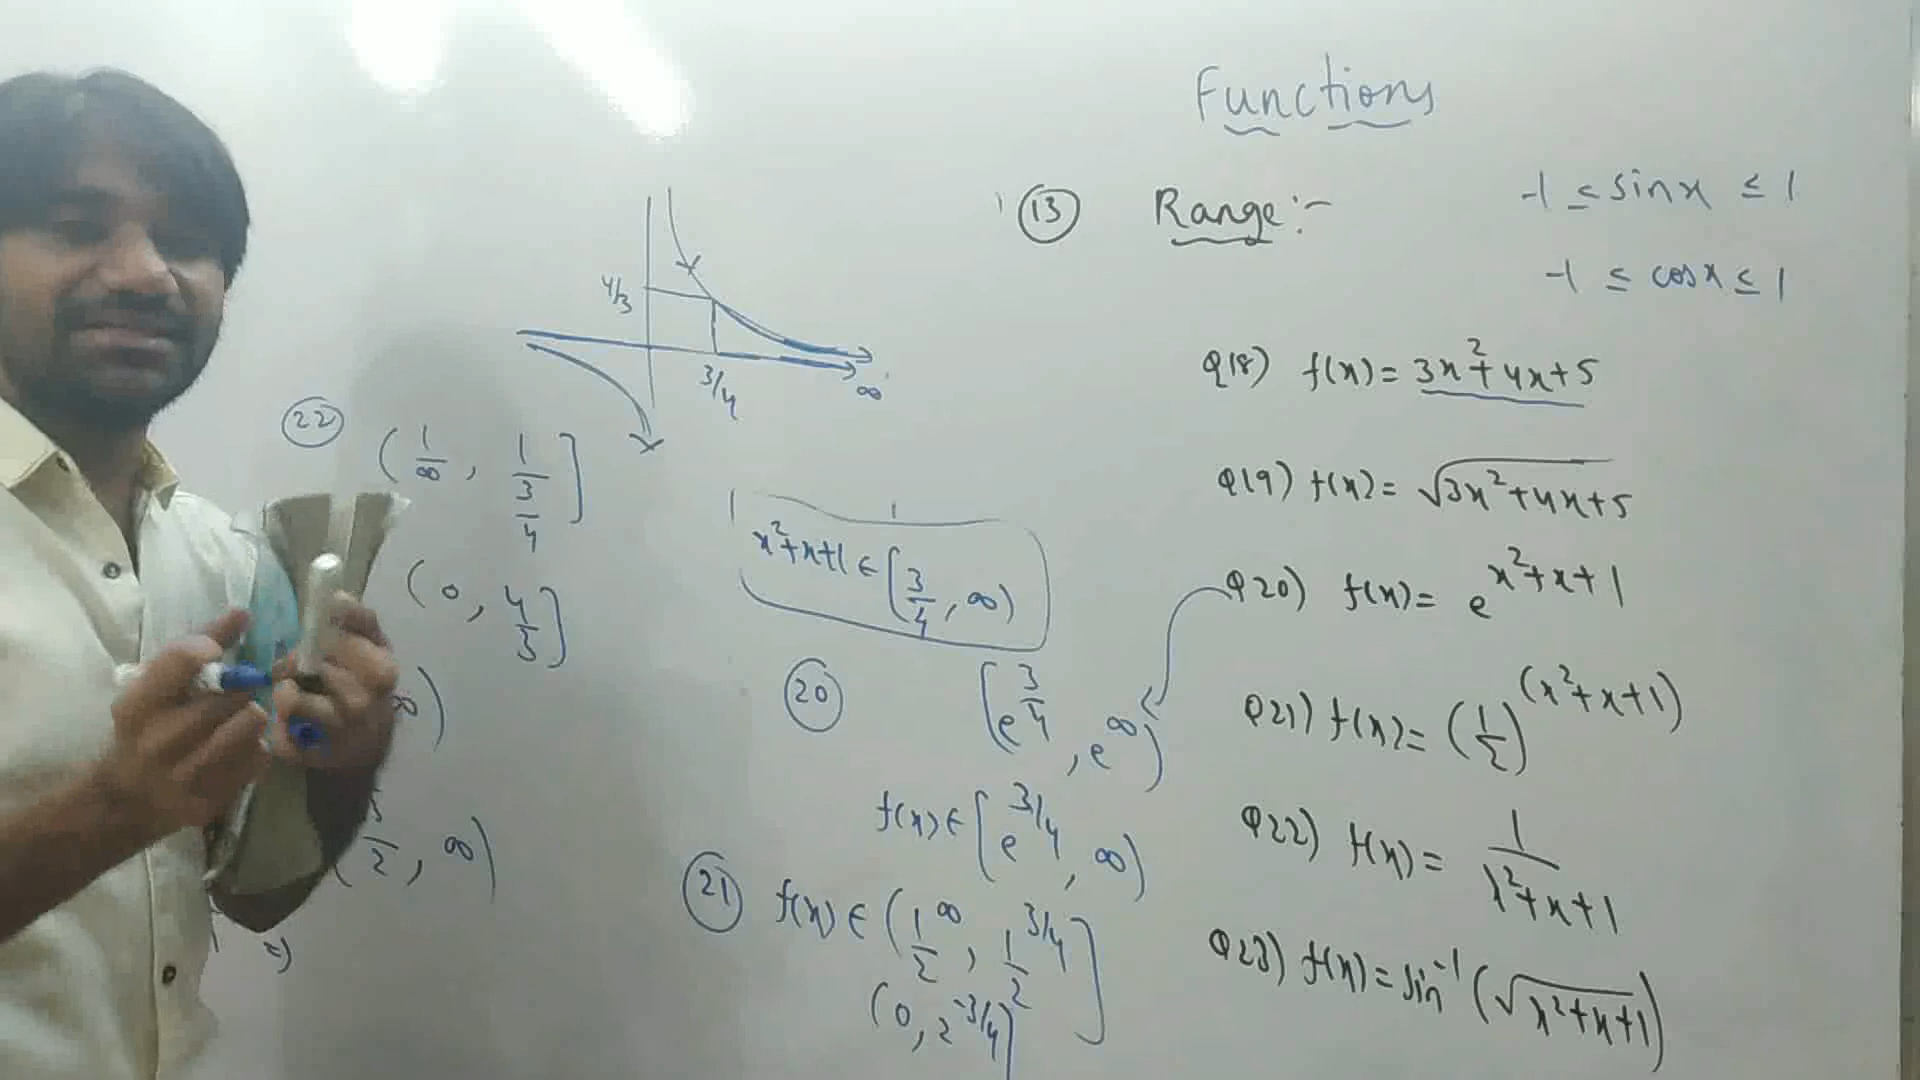 Functions
13 Range:-
-1 ≤ sinx ≤ 1
-1 ≤ cosx ≤ 1
Q18) f(x) = 3x²+4x+5
Q19) f(x) = √3x²+4x+5
Q20) f(x) = e^x²+x+1
Q21) f(x) = (1/2)^(x²+x+1)
Q22) f(x) = 1/x²+x+1
Q23) f(x) = sin⁻¹(√x²+x+1)
4/3
3/4
∞
22 (1/∞, 1/(3/4)]
(0, 4/3]
∞)
/2, ∞)
x²+x+1 ∈ [3/4, ∞)
20 [e^3/4, e^∞)
f(x) ∈ [e^3/4, ∞)
21 f(x) ∈ (1/2^∞, 1/2^3/4]
(0, 2^-3/4]